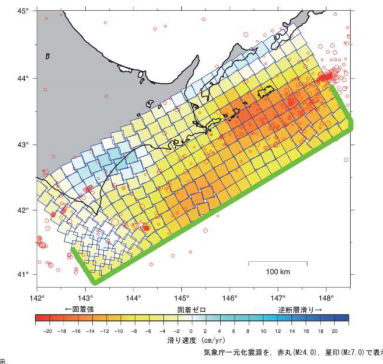 45°
44°
43°
42°
41°
100 km
142° 143° 144° 145° 146° 147° 148°
←固着強 固着ゼロ 逆断層滑り→
-20 -18 -16 -14 -12 -10 -8 -6 -4 -2 0 2 4 6 8 10 12 14 16 18 20
滑り速度 (cm/yr)
気象庁一元化震源を、赤丸(M≥4.0)、星印(M≥7.0)で表
示